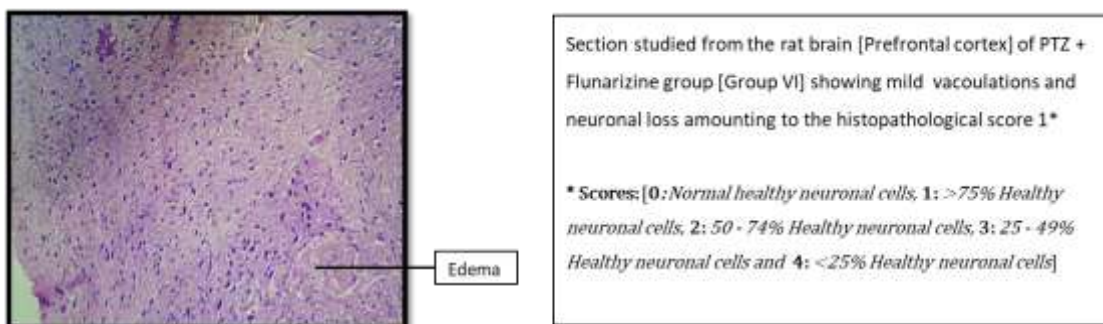 Edema
Section studied from the rat brain [Prefrontal cortex] of PTZ +
Flunarizine group [Group VI] showing mild vacoulations and
neuronal loss amounting to the histopathological score 1*
* Scores:[0:Normal healthy neuronal cells, 1: >75% Healthy
neuronal cells, 2: 50 - 74% Healthy neuronal cells, 3: 25 - 49%
Healthy neuronal cells and 4: <25% Healthy neuronal cells]